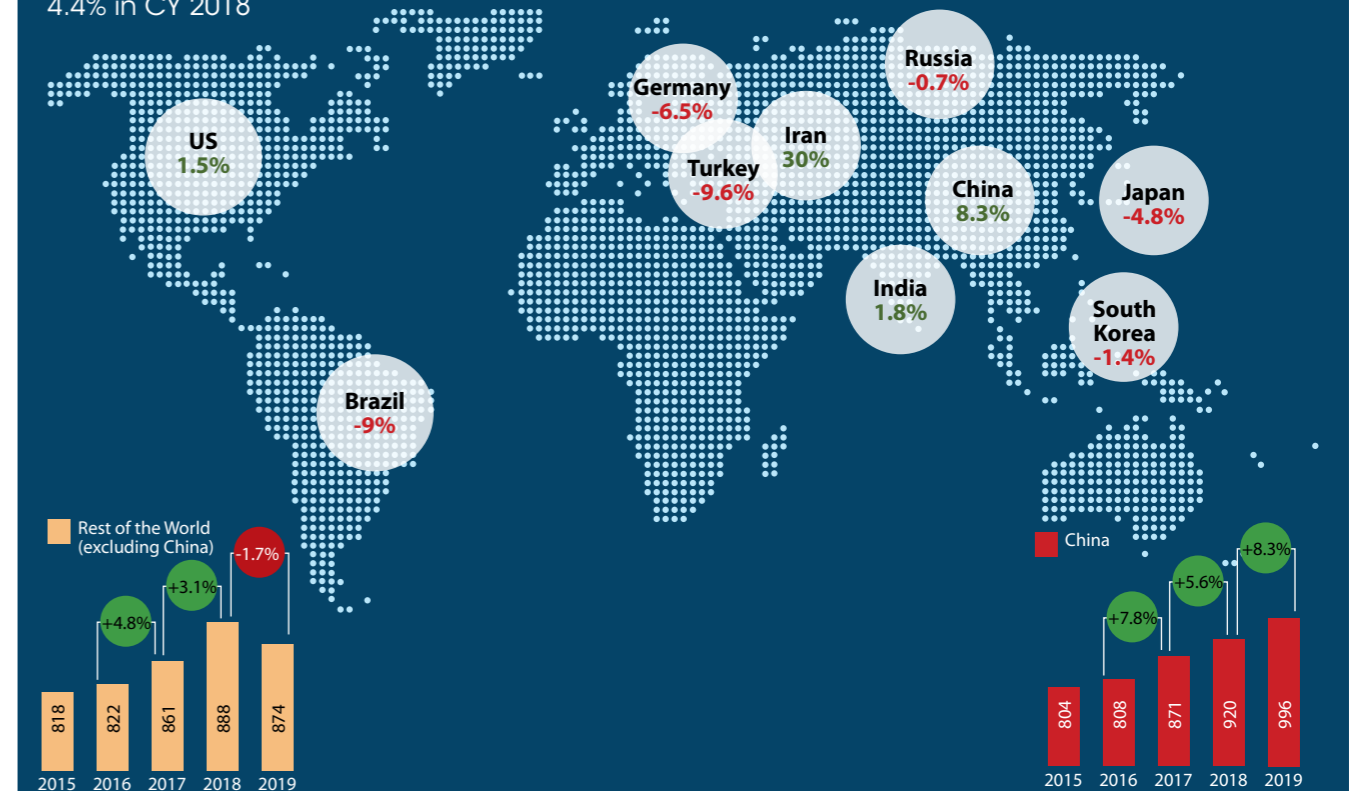 4.4% in CY 2018
Russia
-0.7%
Germany
-6.5%
Iran
30%
US
1.5%
Turkey
-9.6%
China
8.3%
Japan
-4.8%
India
1.8%
South
Korea
-1.4%
Brazil
-9%
Rest of the World
(excluding China)
-1.7%
+3.1%
+4.8%
818
822
861
888
874
2015 2016 2017 2018 2019
China
+8.3%
+5.6%
+7.8%
804
808
871
920
996
2015 2016 2017 2018 2019